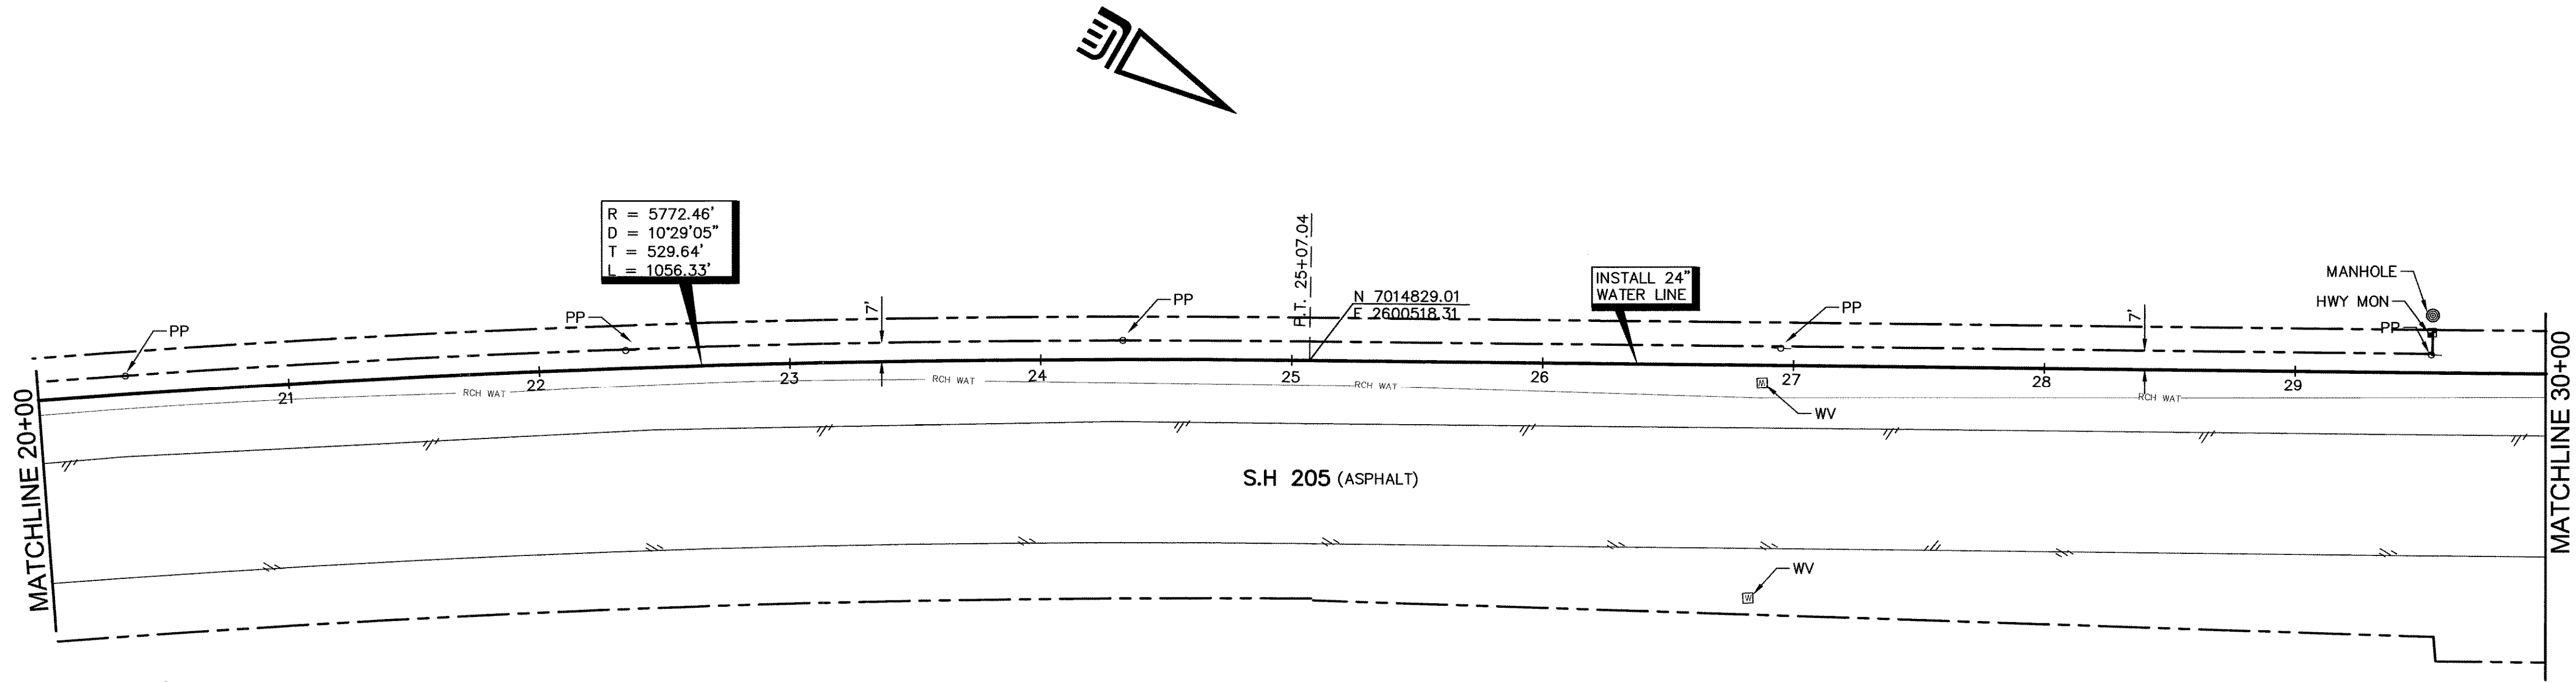 R = 5772.46'
D = 10°29'05"
T = 529.64'
L = 1056.33'
PP
PP
7'
PP
P.T. 25+07.04
N 7014829.01
E 2600518.31
INSTALL 24"
WATER LINE
PP
7'
MANHOLE
HWY MON
PP
MATCHLINE 20+00
21
22
23
24
25
26
27
28
29
RCH WAT
RCH WAT
RCH WAT
RCH WAT
W
WV
S.H 205 (ASPHALT)
WV
W
MATCHLINE 30+00